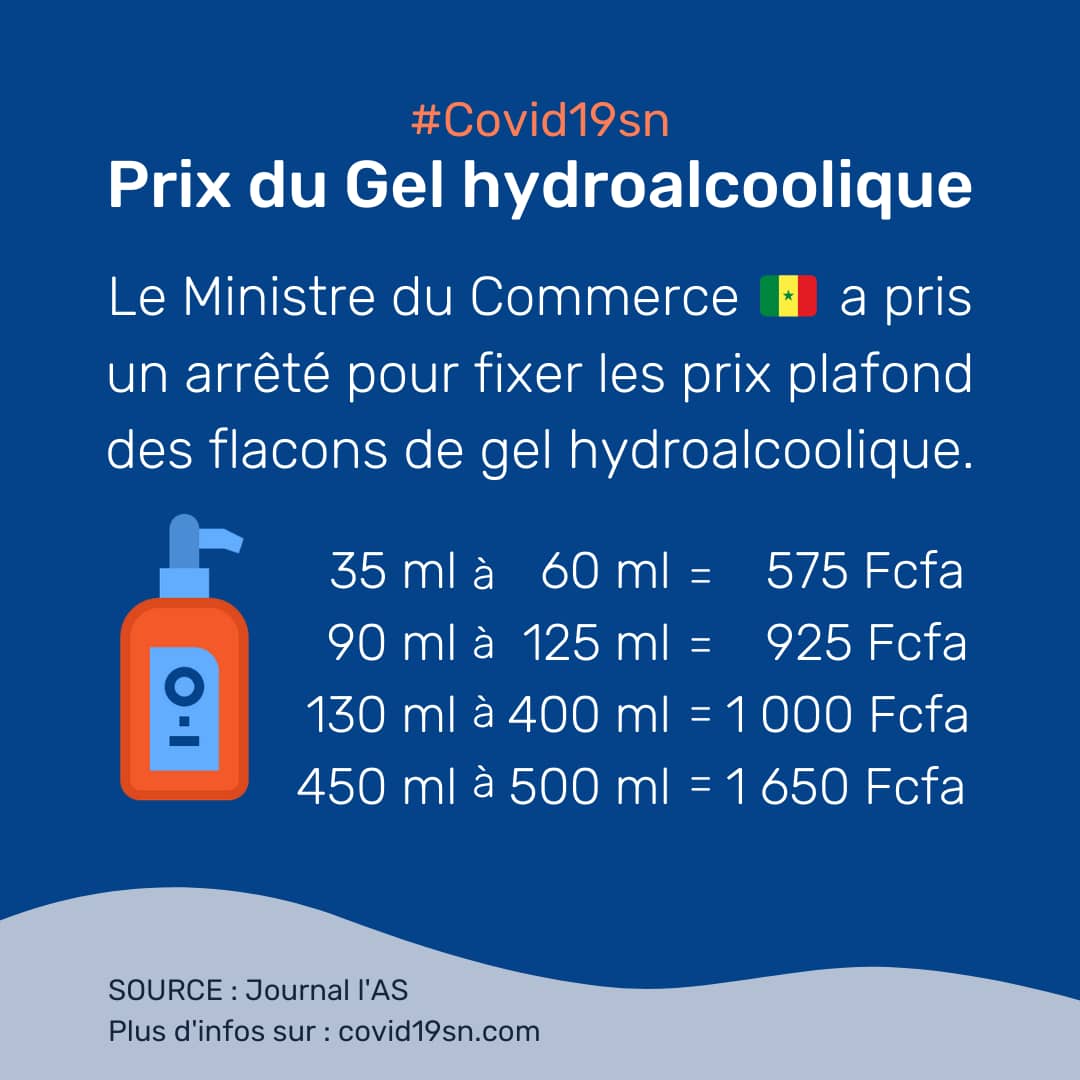 #Covid19sn
Prix du Gel hydroalcoolique
Le Ministre du Commerce 🇸🇳 a pris
un arrêté pour fixer les prix plafond
des flacons de gel hydroalcoolique.
35 ml à 60 ml = 575 Fcfa
90 ml à 125 ml = 925 Fcfa
130 ml à 400 ml = 1 000 Fcfa
450 ml à 500 ml = 1 650 Fcfa
SOURCE : Journal l'AS
Plus d'infos sur : covid19sn.com